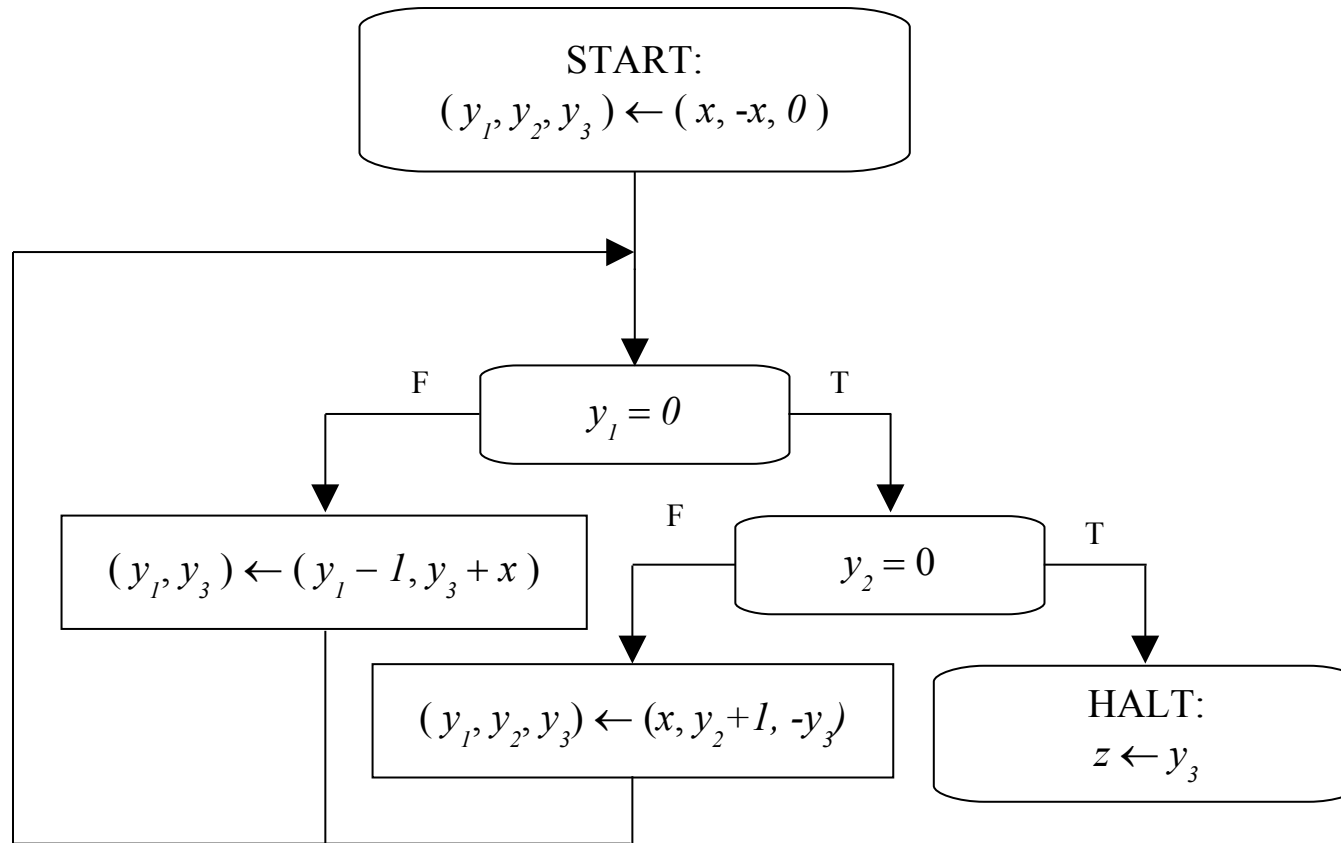 START:
( y₁, y₂, y₃ ) ← ( x, -x, 0 )
F
T
y₁ = 0
( y₁, y₃ ) ← ( y₁ − 1, y₃ + x )
F
T
y₂ = 0
( y₁, y₂, y₃) ← (x, y₂+1, -y₃)
HALT:
z ← y₃